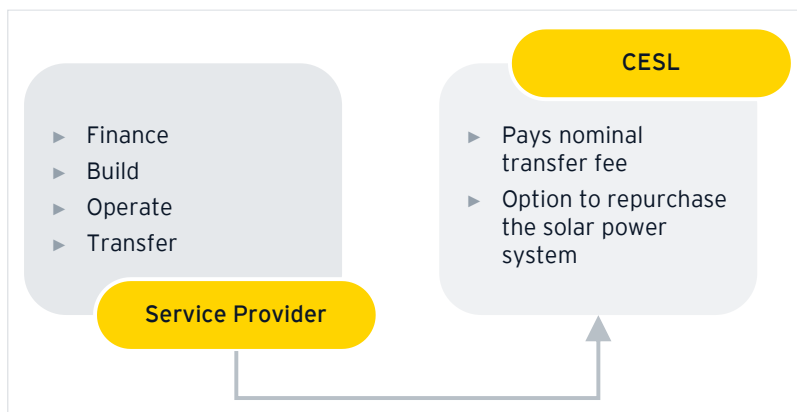 CESL
Finance
Build
Operate
Transfer
Service Provider
Pays nominal
transfer fee
Option to repurchase
the solar power
system